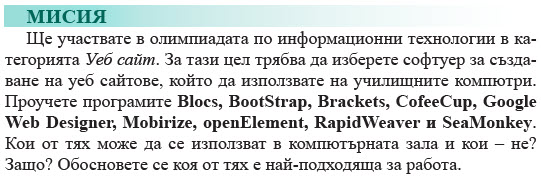 МИСИЯ
Ще участвате в олимпиадата по информационни технологии в ка-
тегорията Уеб сайт. За тази цел трябва да изберете софтуер за създа-
ване на уеб сайтове, който да използвате на училищните компютри.
Проучете програмите Blocs, BootStrap, Brackets, CofeeCup, Google
Web Designer, Mobirize, openElement, RapidWeaver и SeaMonkey.
Кои от тях може да се използват в компютърната зала и кои – не?
Защо? Обосновете се коя от тях е най-подходяща за работа.